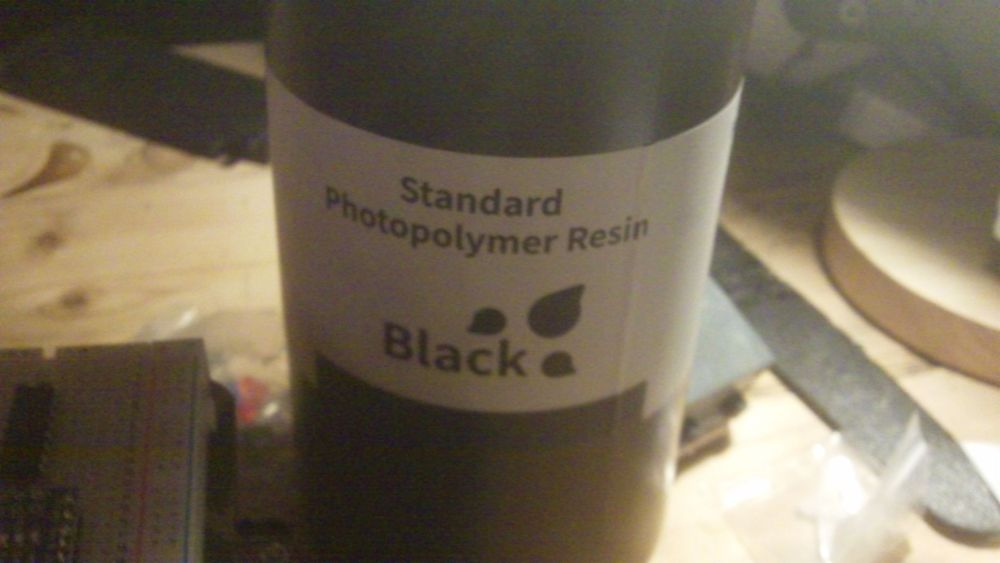 Standard
Photopolymer Resin
Black